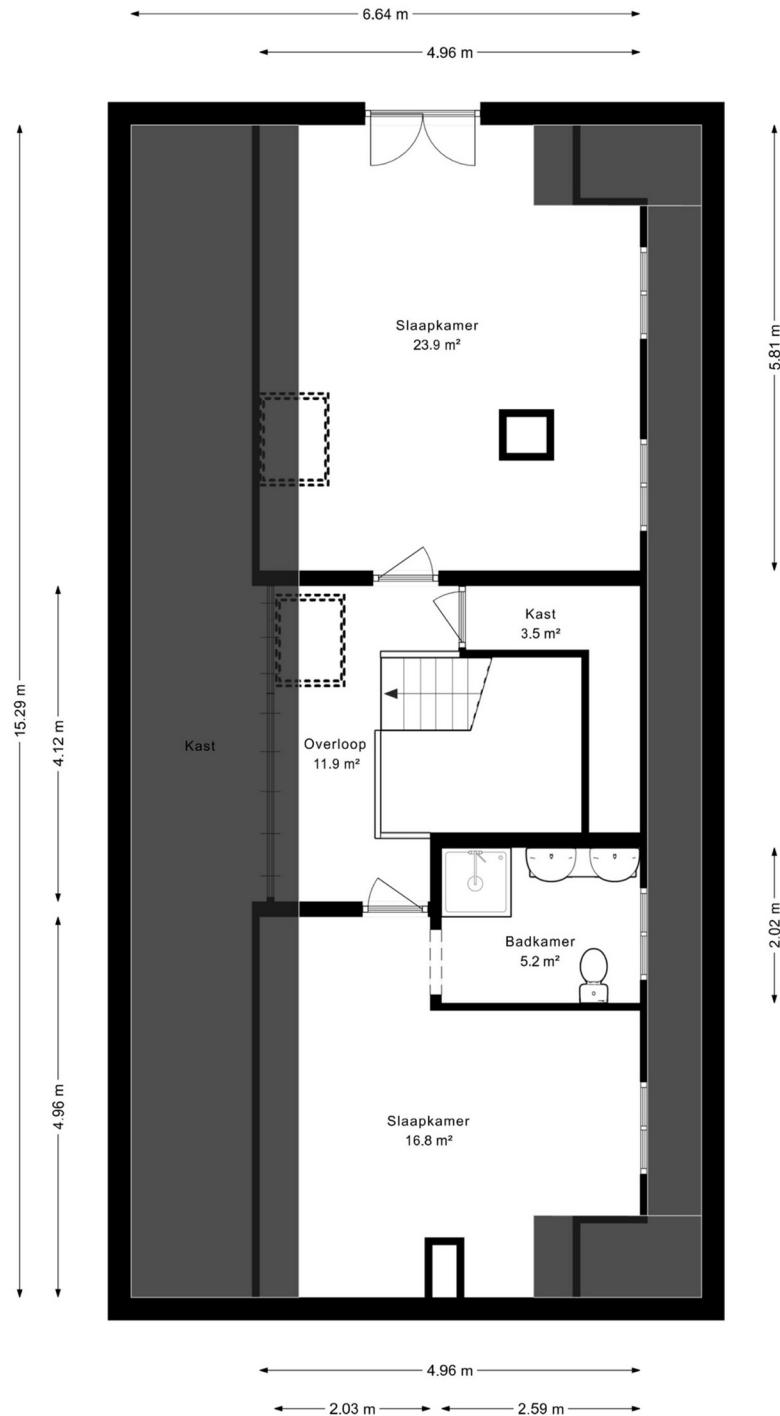 6.64 m
4.96 m
Slaapkamer
23.9 m²
5.81 m
Kast
3.5 m²
15.29 m
4.12 m
Kast
Overloop
11.9 m²
Badkamer
5.2 m²
2.02 m
4.96 m
Slaapkamer
16.8 m²
4.96 m
2.03 m
2.59 m